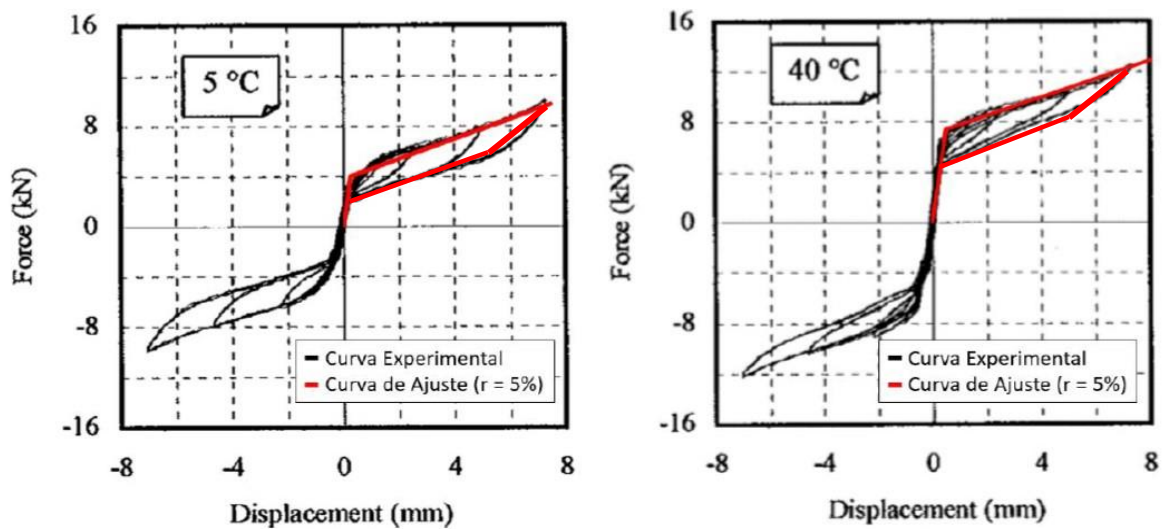 16
8
0
-8
-16
Force (kN)
5 °C
Curva Experimental
Curva de Ajuste (r = 5%)
-8
-4
0
4
8
Displacement (mm)
16
8
0
-8
-16
Force (kN)
40 °C
Curva Experimental
Curva de Ajuste (r = 5%)
-8
-4
0
4
8
Displacement (mm)